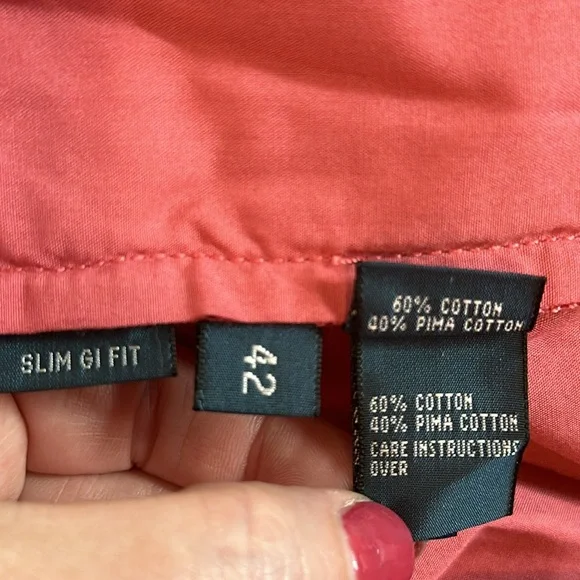 SLIM GI FIT
42
60% COTTON
40% PIMA COTTON
60% COTTON
40% PIMA COTTON
CARE INSTRUCTIONS
OVER